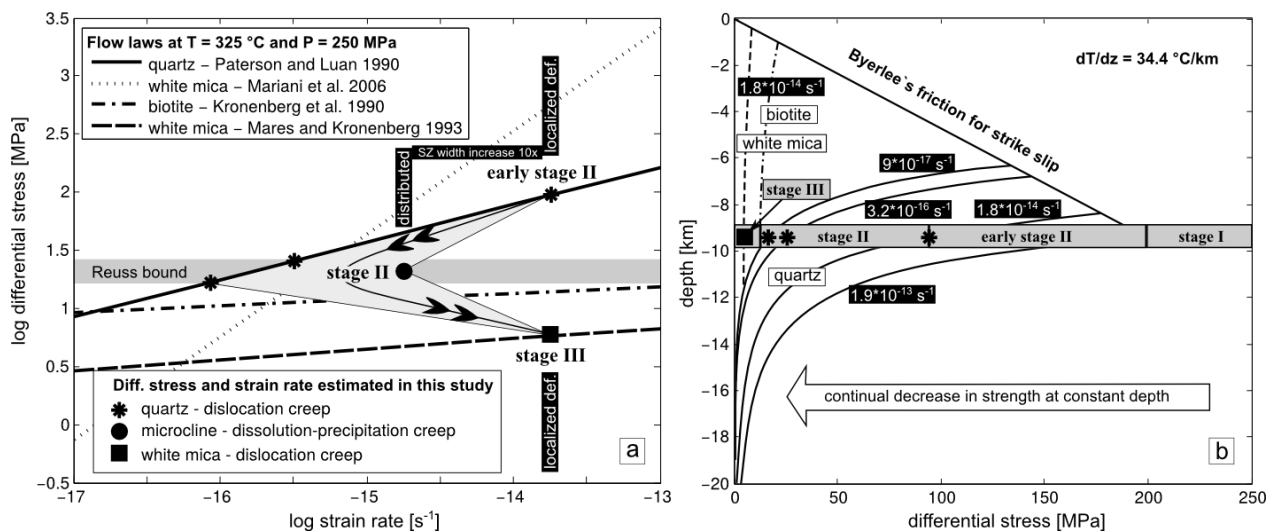 Flow laws at T = 325 °C and P = 250 MPa
quartz – Paterson and Luan 1990
white mica – Mariani et al. 2006
biotite – Kronenberg et al. 1990
white mica – Mares and Kronenberg 1993
3.5
3
2.5
2
1.5
1
0.5
0
-0.5
log differential stress [MPa]
localized def.
SZ width increase 10x
distributed
early stage II
Reuss bound
stage II
stage III
Diff. stress and strain rate estimated in this study
quartz - dislocation creep
microcline - dissolution-precipitation creep
white mica - dislocation creep
localized def.
a
-17
-16
-15
-14
-13
log strain rate [s⁻¹]
0
-2
-4
-6
-8
-10
-12
-14
-16
-18
-20
depth [km]
dT/dz = 34.4 °C/km
Byerlee`s friction for strike slip
1.8*10⁻¹⁴ s⁻¹
biotite
white mica
9*10⁻¹⁷ s⁻¹
stage III
3.2*10⁻¹⁶ s⁻¹
1.8*10⁻¹⁴ s⁻¹
stage II
early stage II
stage I
quartz
1.9*10⁻¹³ s⁻¹
continual decrease in strength at constant depth
b
0
50
100
150
200
250
differential stress [MPa]